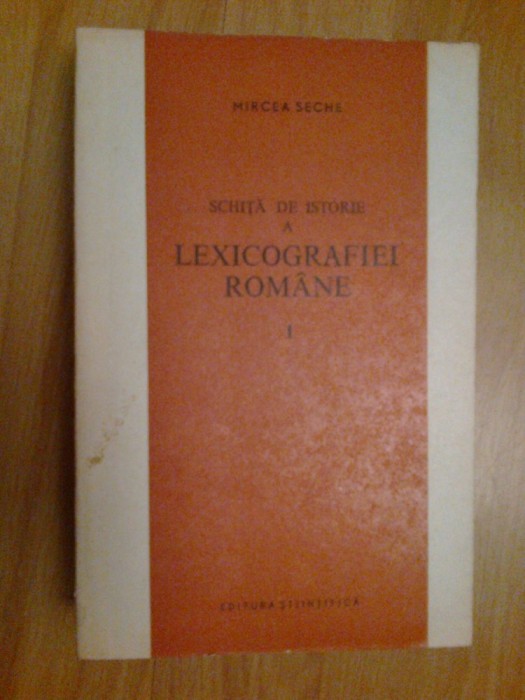 MIRCEA SECHE
SCHIȚĂ DE ISTORIE
A
LEXICOGRAFIEI
ROMÂNE
I
EDITURA ȘTIINȚIFICĂ